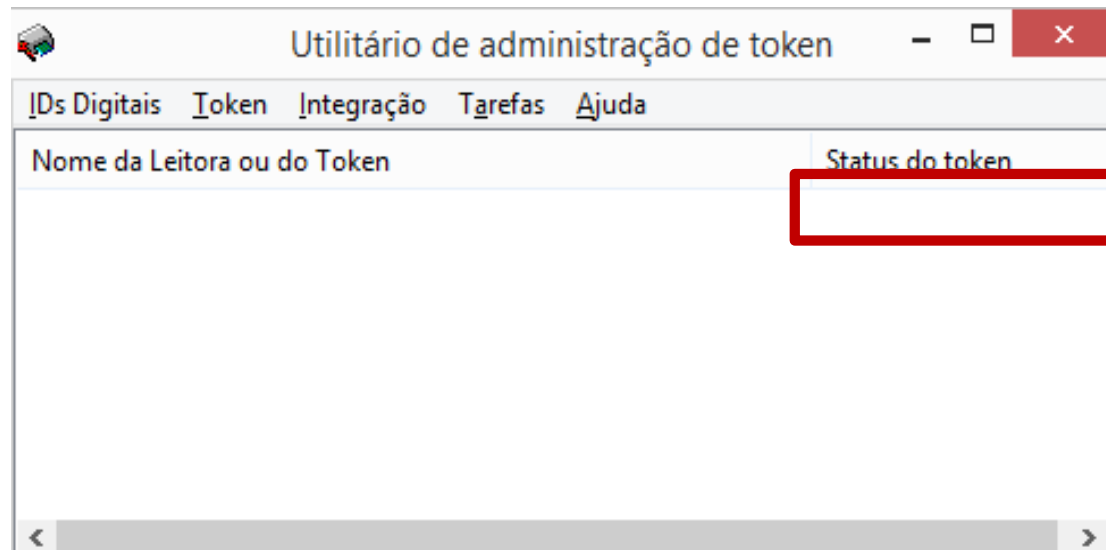 Utilitário de administração de token
IDs Digitais Token Integração Tarefas Ajuda
Nome da Leitora ou do Token Status do token